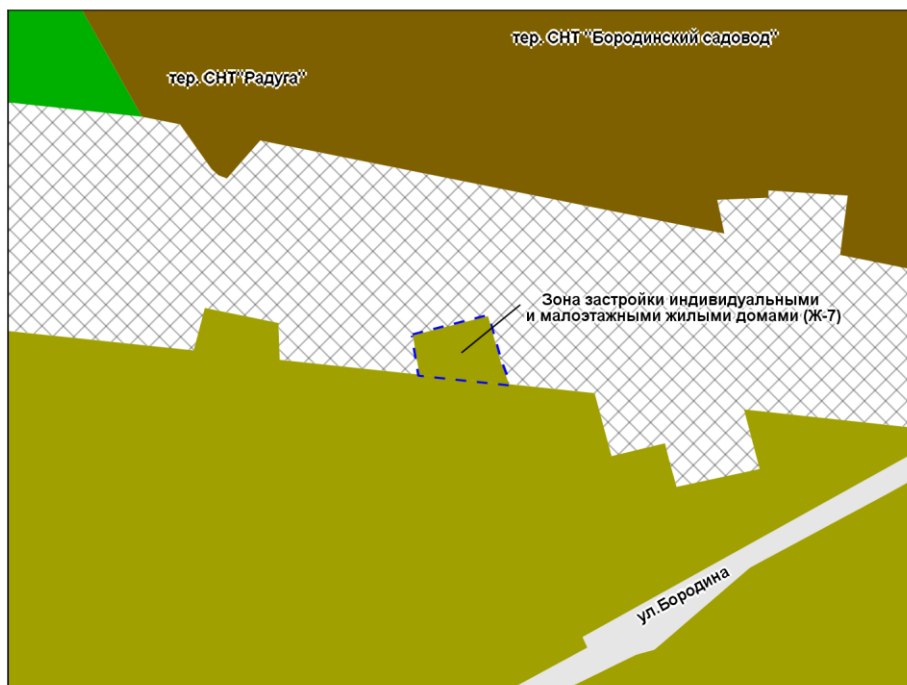 тер. СНТ "Бородинский садовод"
тер. СНТ"Радуга"
Зона застройки индивидуальными
и малоэтажными жилыми домами (Ж-7)
ул.Бородина